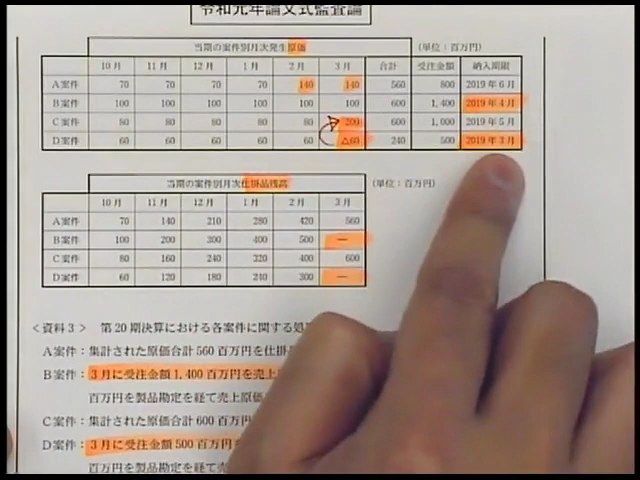 令和元年論文式監査論
当期の案件別月次発生原価 (単位：百万円)
10月 11月 12月 1月 2月 3月 合計 受注金額 納入期限
A案件 70 70 70 70 140 140 560 800 2019年6月
B案件 100 100 100 100 100 100 600 1,400 2019年4月
C案件 80 80 80 80 80 200 600 1,000 2019年5月
D案件 60 60 60 60 60 △60 240 500 2019年3月
当期の案件別月次仕掛品残高 (単位：百万円)
10月 11月 12月 1月 2月 3月
A案件 70 140 210 280 420 560
B案件 100 200 300 400 500 —
C案件 80 160 240 320 400 600
D案件 60 120 180 240 300 —
＜資料3＞ 第20期決算における各案件に関する処
A案件：集計された原価合計560百万円を仕掛
B案件：3月に受注金額1,400百万円を売上
百万円を製品勘定を経て売上原価
C案件：集計された原価合計600百万
D案件：3月に受注金額500百万円を
百万円を製品勘定を経て